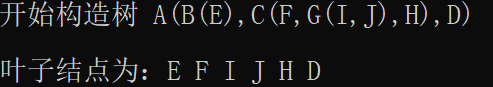 开始构造树 A(B(E),C(F,G(I,J),H),D)
叶子结点为: E F I J H D